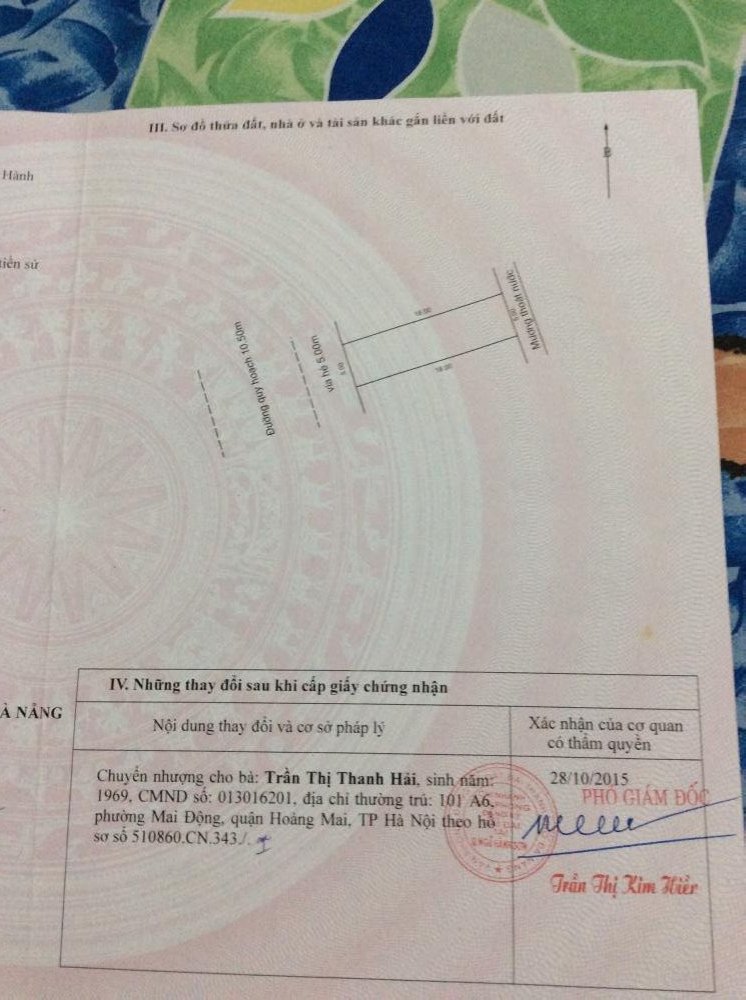 III. Sơ đồ thửa đất, nhà ở và tài sản khác gắn liền với đất
B
Hành
tiền sử
Đường quy hoạch 10.50m
vỉa hè 5.00m
5.00
18.00
18.00
5.00
Mương thoát nước
À NẴNG
IV. Những thay đổi sau khi cấp giấy chứng nhận
Nội dung thay đổi và cơ sở pháp lý
Xác nhận của cơ quan
có thẩm quyền
Chuyển nhượng cho bà: Trần Thị Thanh Hải, sinh năm:
1969, CMND số: 013016201, địa chỉ thường trú: 101 A6,
phường Mai Động, quận Hoàng Mai, TP Hà Nội theo hồ
sơ số 510860.CN.343./.
28/10/2015
PHÓ GIÁM ĐỐC
Trần Thị Kim Hiền